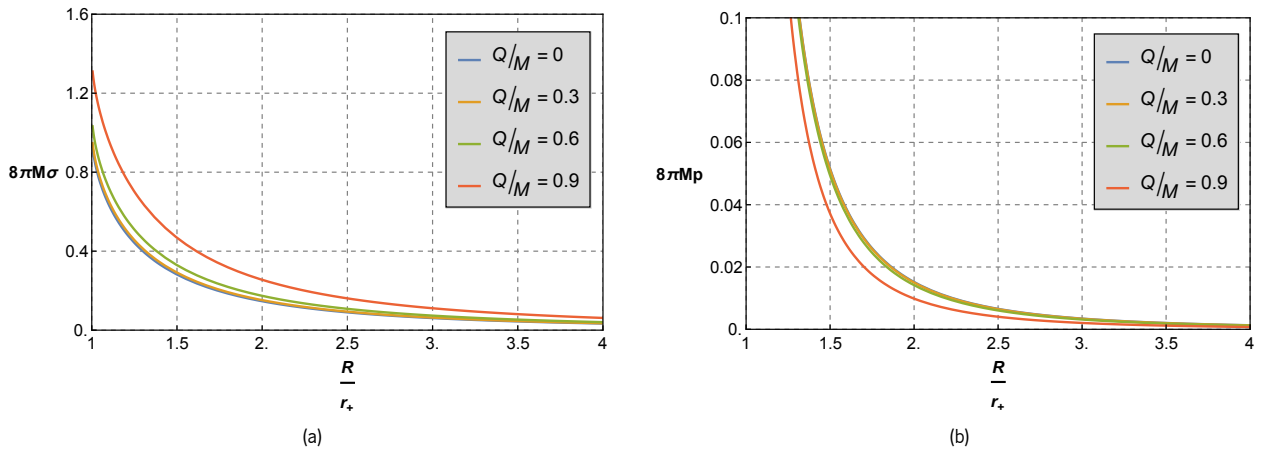 1.6
1.2
0.8
0.4
0.
8πMσ
Q/M = 0
Q/M = 0.3
Q/M = 0.6
Q/M = 0.9
1 1.5 2. 2.5 3. 3.5 4
R
r+
(a)
0.1
0.08
0.06
0.04
0.02
0.
8πMp
Q/M = 0
Q/M = 0.3
Q/M = 0.6
Q/M = 0.9
1 1.5 2. 2.5 3. 3.5 4
R
r+
(b)